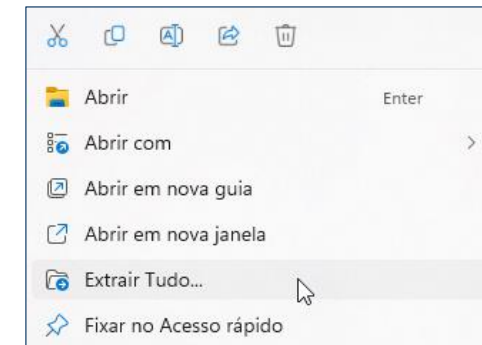 Abrir Enter
Abrir com
Abrir em nova guia
Abrir em nova janela
Extrair Tudo...
Fixar no Acesso rápido